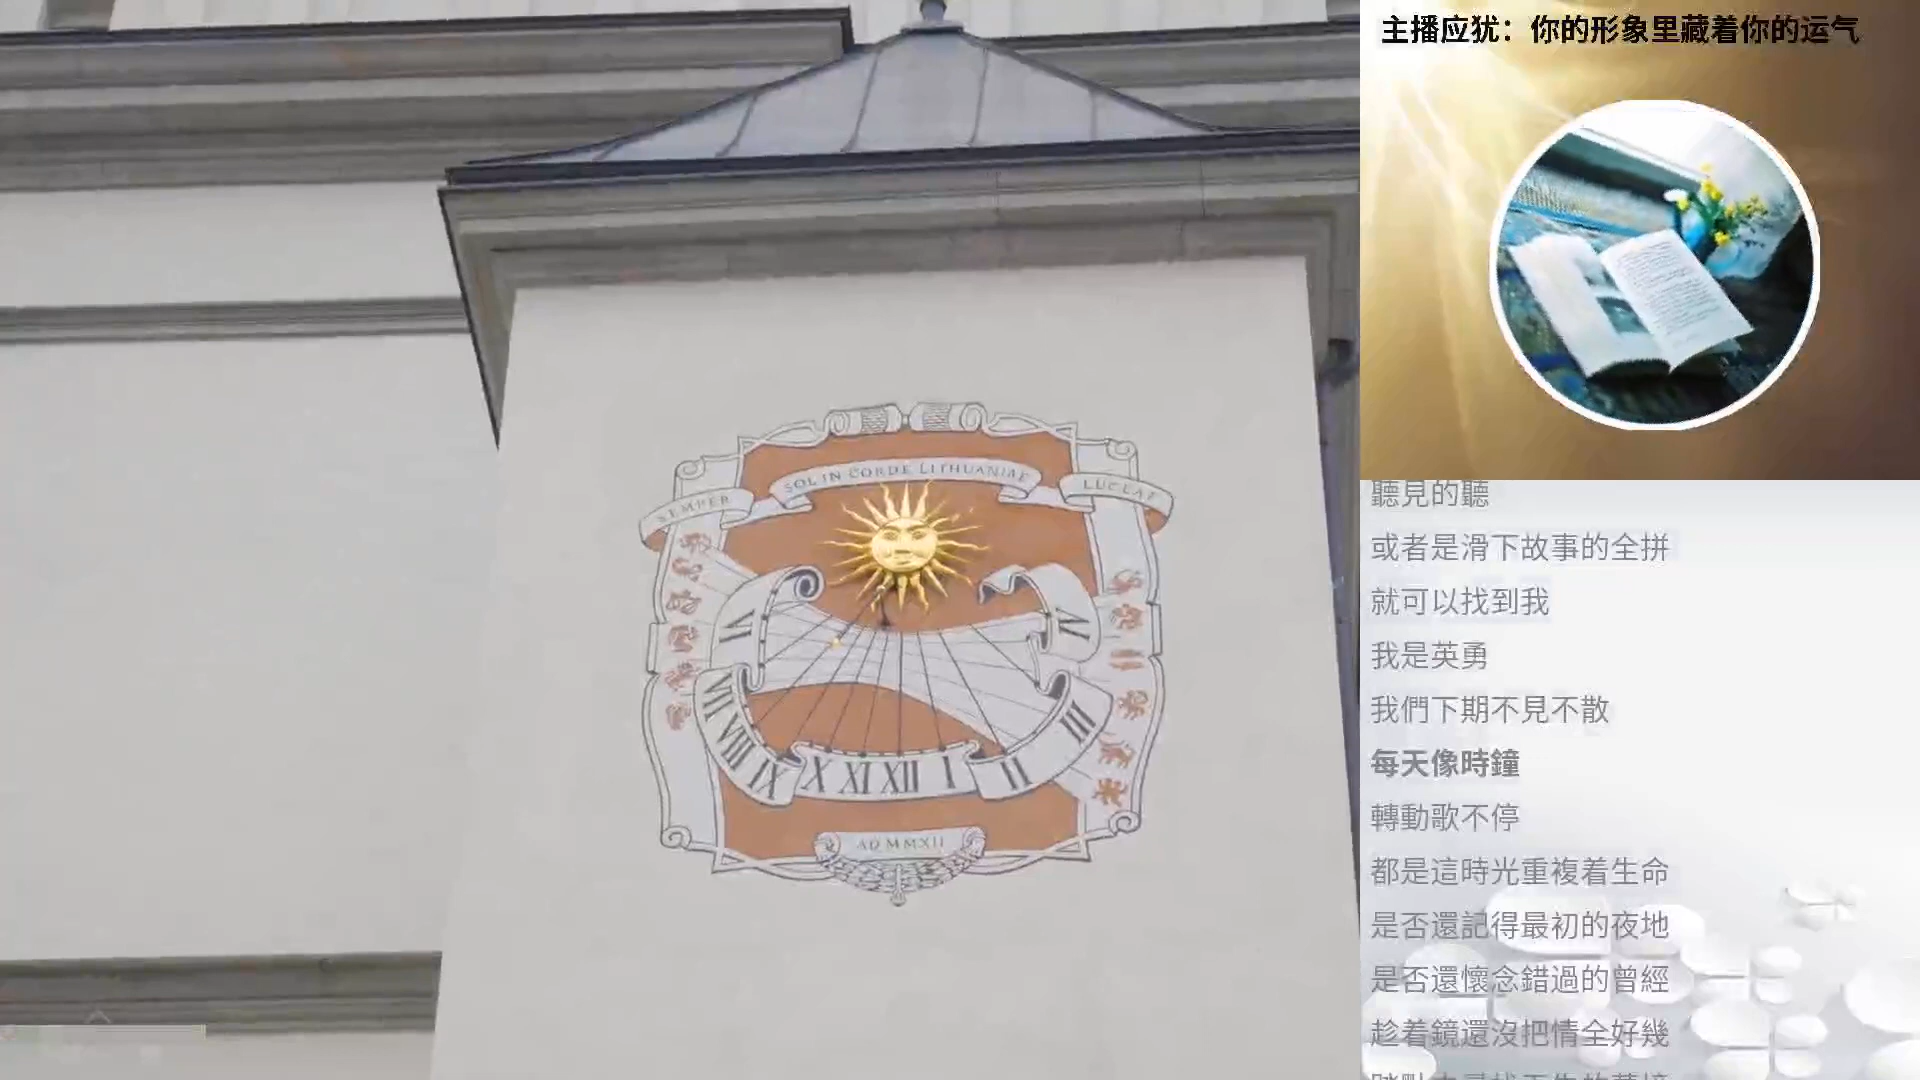 主播应犹：你的形象里藏着你的运气
SEMPER
SOL IN CORDE LITHUANIAE
LUCEAT
VI
IV
VII
VIII
IX
X
XI
XII
I
II
III
AD MMXII
聽見的聽
或者是滑下故事的全拼
就可以找到我
我是英勇
我們下期不見不散
每天像時鐘
轉動歌不停
都是這時光重複着生命
是否還記得最初的夜地
是否還懷念錯過的曾經
趁着鐘還沒把情全好幾